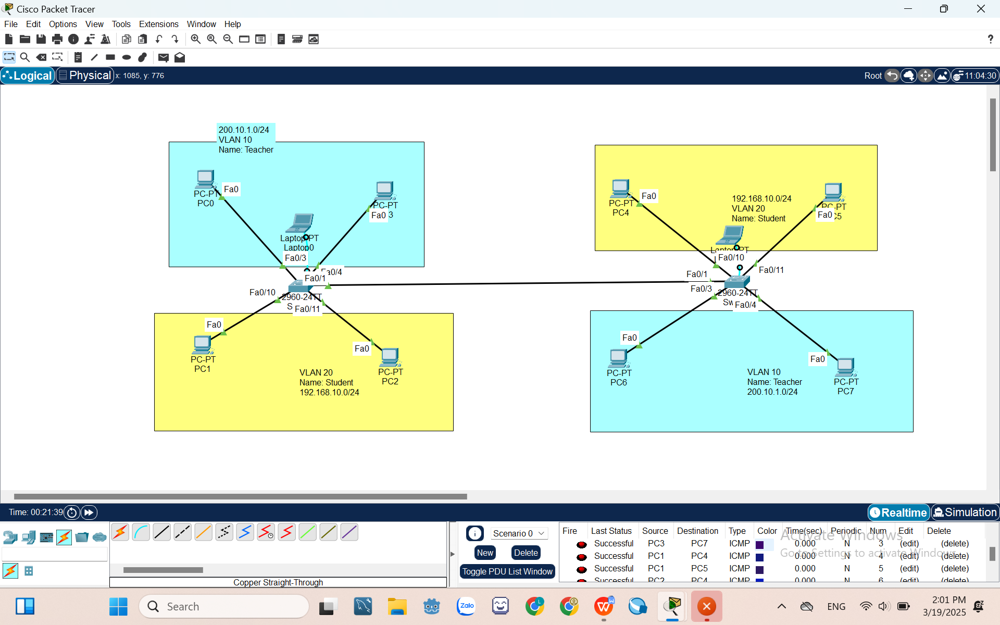 Cisco Packet Tracer
File Edit Options View Tools Extensions Window Help
Logical Physical x: 1085, y: 776 Root 11:04:30
200.10.1.0/24
VLAN 10
Name: Teacher
PC-PT
PC0
Fa0
PC-PT
Fa0 3
Laptop-PT
Laptop0
Fa0/3
Fa0/4
Fa0/1
Fa0/10
2960-24TT
Fa0/11
Fa0
PC-PT
PC1
Fa0
PC-PT
PC2
VLAN 20
Name: Student
192.168.10.0/24
PC-PT
PC4
Fa0
192.168.10.0/24
VLAN 20
Name: Student
PC-PT
Fa0
Laptop-PT
Fa0/10
Fa0/11
Fa0/1
Fa0/3
2960-24TT
Sw
Fa0/4
Fa0
PC-PT
PC6
Fa0
PC-PT
PC7
VLAN 10
Name: Teacher
200.10.1.0/24
Time: 00:21:39 Realtime Simulation
Copper Straight-Through
Scenario 0
New Delete
Toggle PDU List Window
Fire Last Status Source Destination Type Color Time(sec) Periodic Num Edit Delete
Successful PC3 PC7 ICMP 0.000 N 3 (edit) (delete)
Successful PC1 PC4 ICMP 0.000 N 4 (edit) (delete)
Successful PC1 PC5 ICMP 0.000 N 5 (edit) (delete)
Successful PC2 PC4 ICMP 0.000 N 6 (edit) (delete)
Activate Windows
Go to Settings to activate Windows.
Search
Zalo
ENG
2:01 PM
3/19/2025